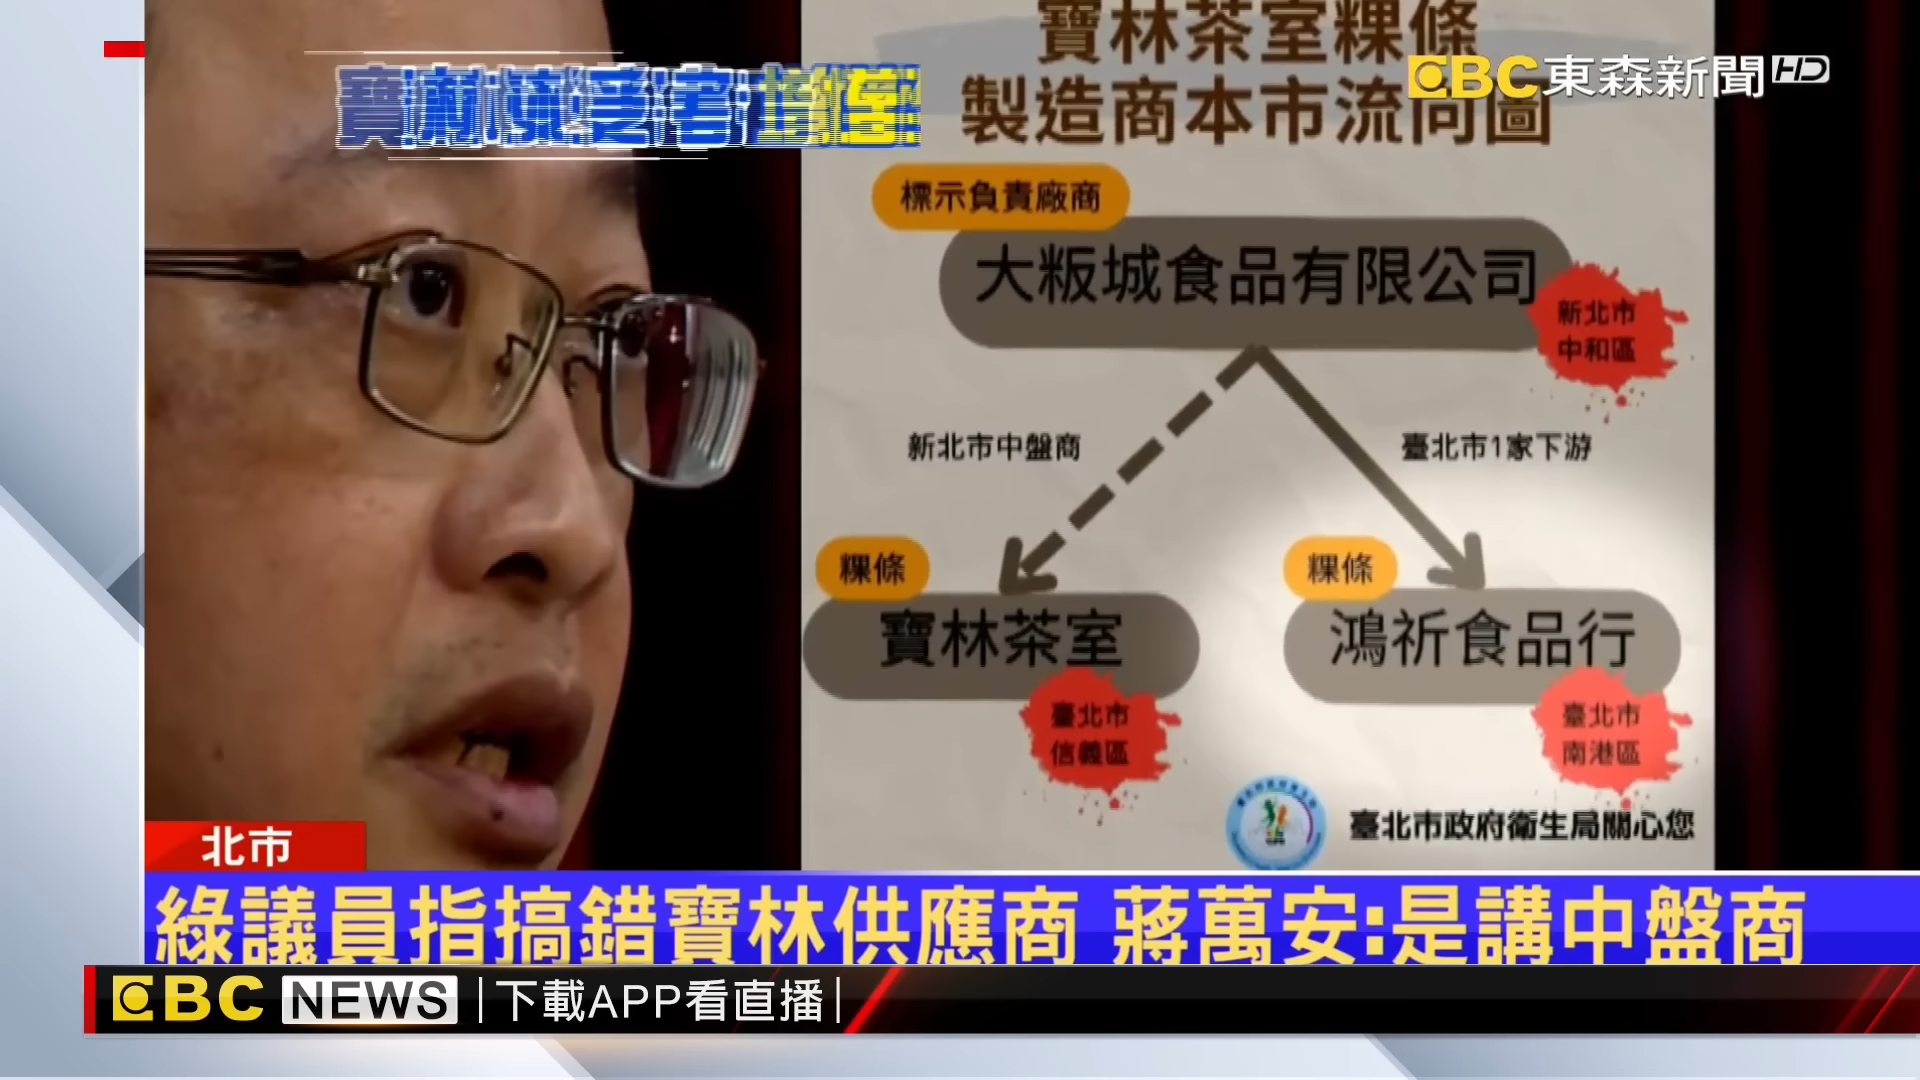 寶林茶室粿條
製造商本市流向圖
EBC東森新聞HD
標示負責廠商
大粄城食品有限公司
新北市
中和區
新北市中盤商
臺北市1家下游
粿條
寶林茶室
臺北市
信義區
粿條
鴻祈食品行
臺北市
南港區
臺北市政府衛生局關心您
北市
綠議員指搞錯寶林供應商 蔣萬安:是講中盤商
EBC NEWS 下載APP看直播